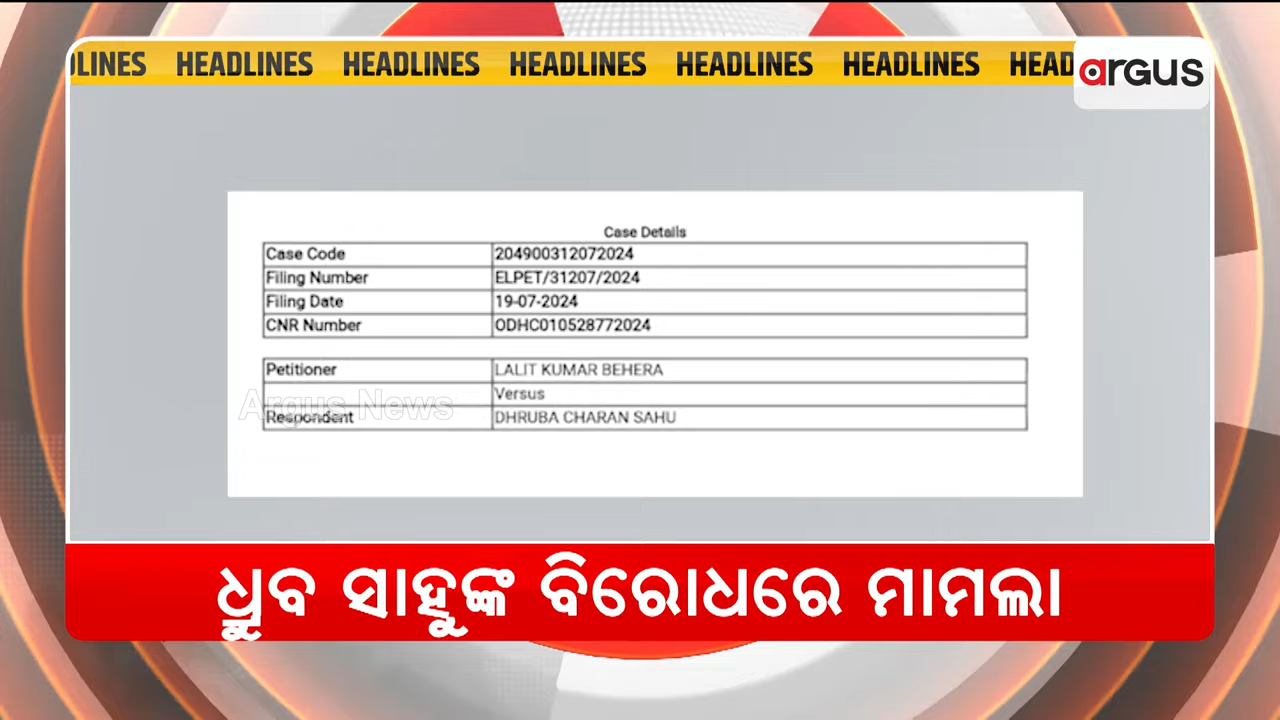 HEADLINES HEADLINES HEADLINES HEADLINES HEADLINES
argus
Case Details
Case Code 204900312072024
Filing Number ELPET/31207/2024
Filing Date 19-07-2024
CNR Number ODHC010528772024
Petitioner LALIT KUMAR BEHERA
Versus
Argus News
Respondent DHRUBA CHARAN SAHU
ଧ୍ରୁବ ସାହୁଙ୍କ ବିରୋଧରେ ମାମଲା